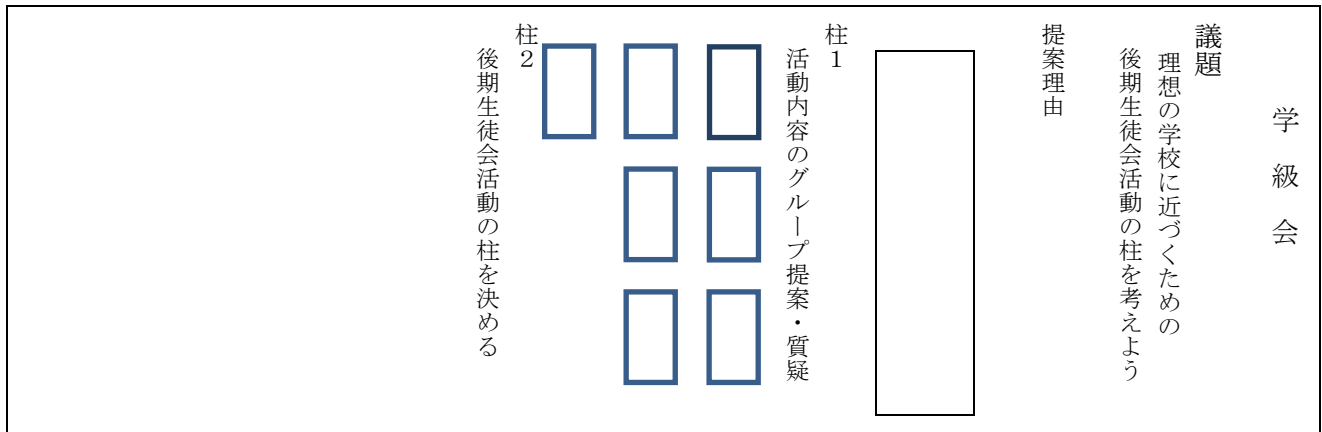 学級会
議題
理想の学校に近づくための
後期生徒会活動の柱を考えよう
提案理由
柱1
活動内容のグループ提案・質疑
柱2
後期生徒会活動の柱を決める